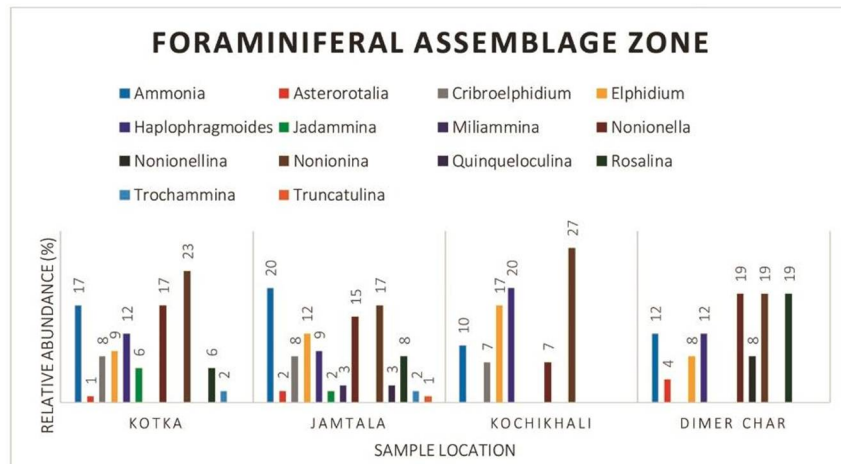 FORAMINIFERAL ASSEMBLAGE ZONE
Ammonia Asterorotalia Cribroelphidium Elphidium
Haplophragmoides Jadammina Miliammina Nonionella
Nonionellina Nonionina Quinqueloculina Rosalina
Trochammina Truncatulina
RELATIVE ABUNDANCE (%)
17 1 8 9 12 6 17 23 6 2
20 2 8 12 9 2 3 15 17 3 8 2 1
10 7 17 20 7 27
12 4 8 12 19 8 19 19
KOTKA JAMTALA KOCHIKHALI DIMER CHAR
SAMPLE LOCATION